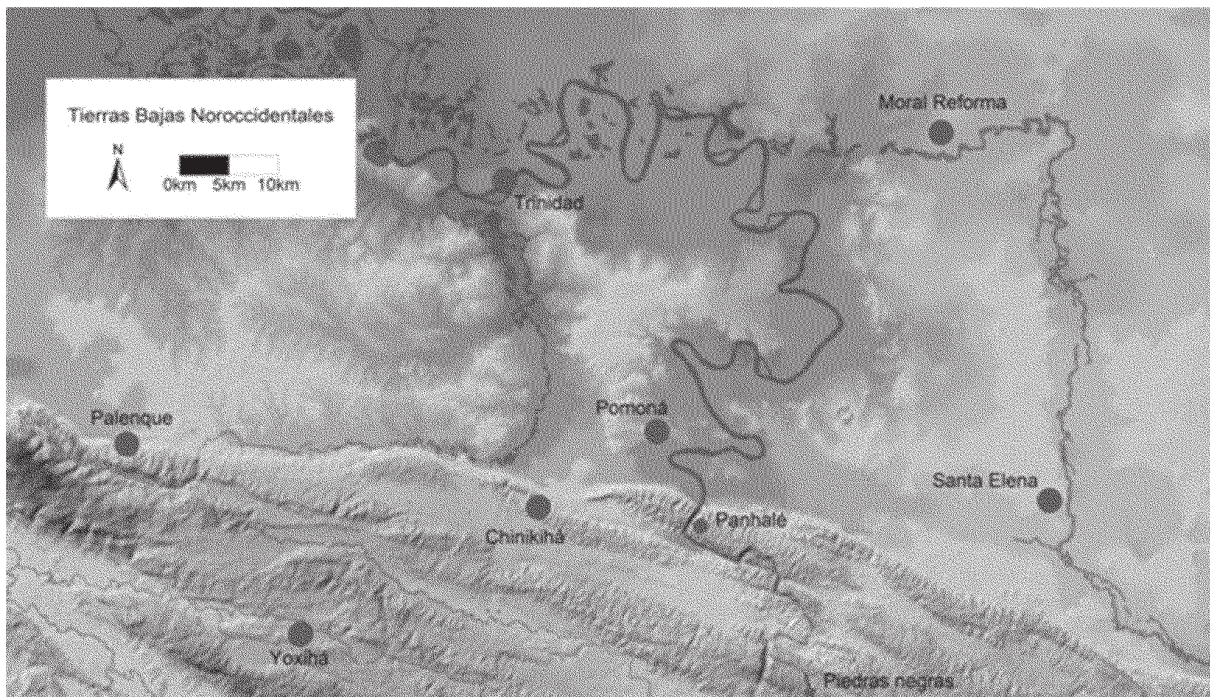 Tierras Bajas Noroccidentales
N
0km 5km 10km
Moral Reforma
Trinidad
Palenque
Pomoná
Santa Elena
Panhalé
Chinikihá
Yoxihá
Piedras negras